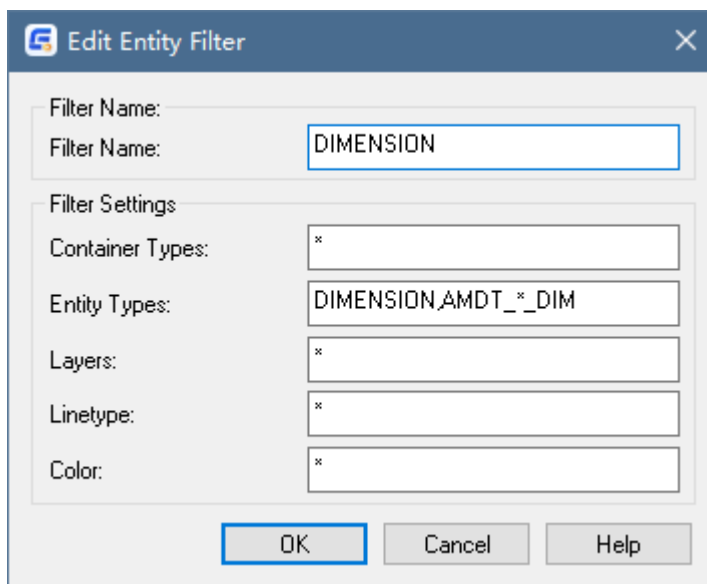 Edit Entity Filter
Filter Name:
Filter Name: DIMENSION
Filter Settings
Container Types: *
Entity Types: DIMENSION,AMDT_*_DIM
Layers: *
Linetype: *
Color: *
OK Cancel Help